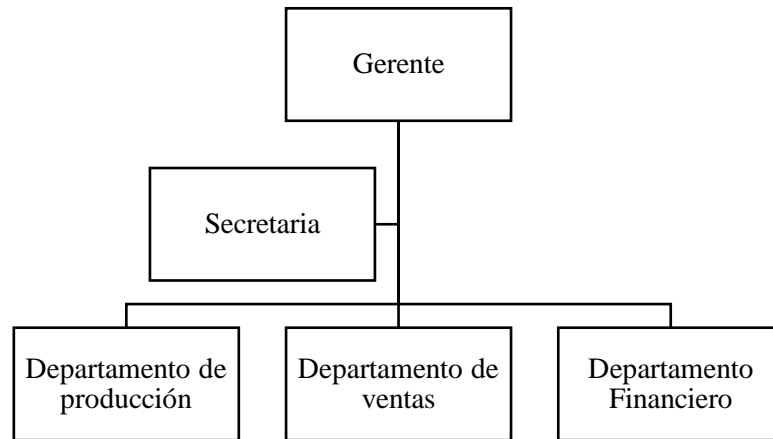 Gerente
Secretaria
Departamento de
producción
Departamento de
ventas
Departamento
Financiero